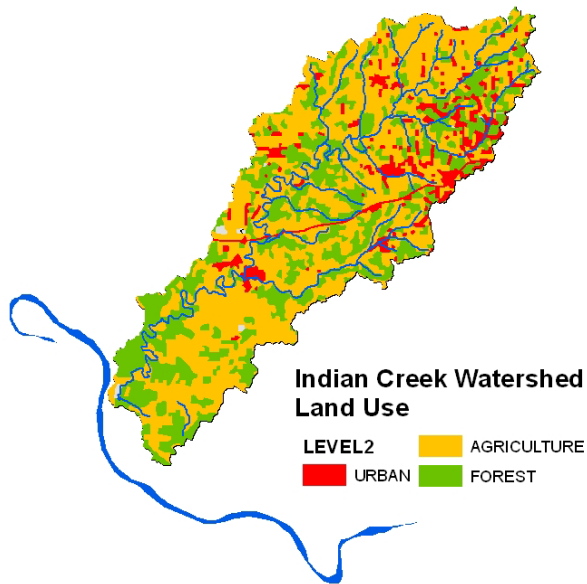 Indian Creek Watershed
Land Use
LEVEL2
AGRICULTURE
URBAN
FOREST